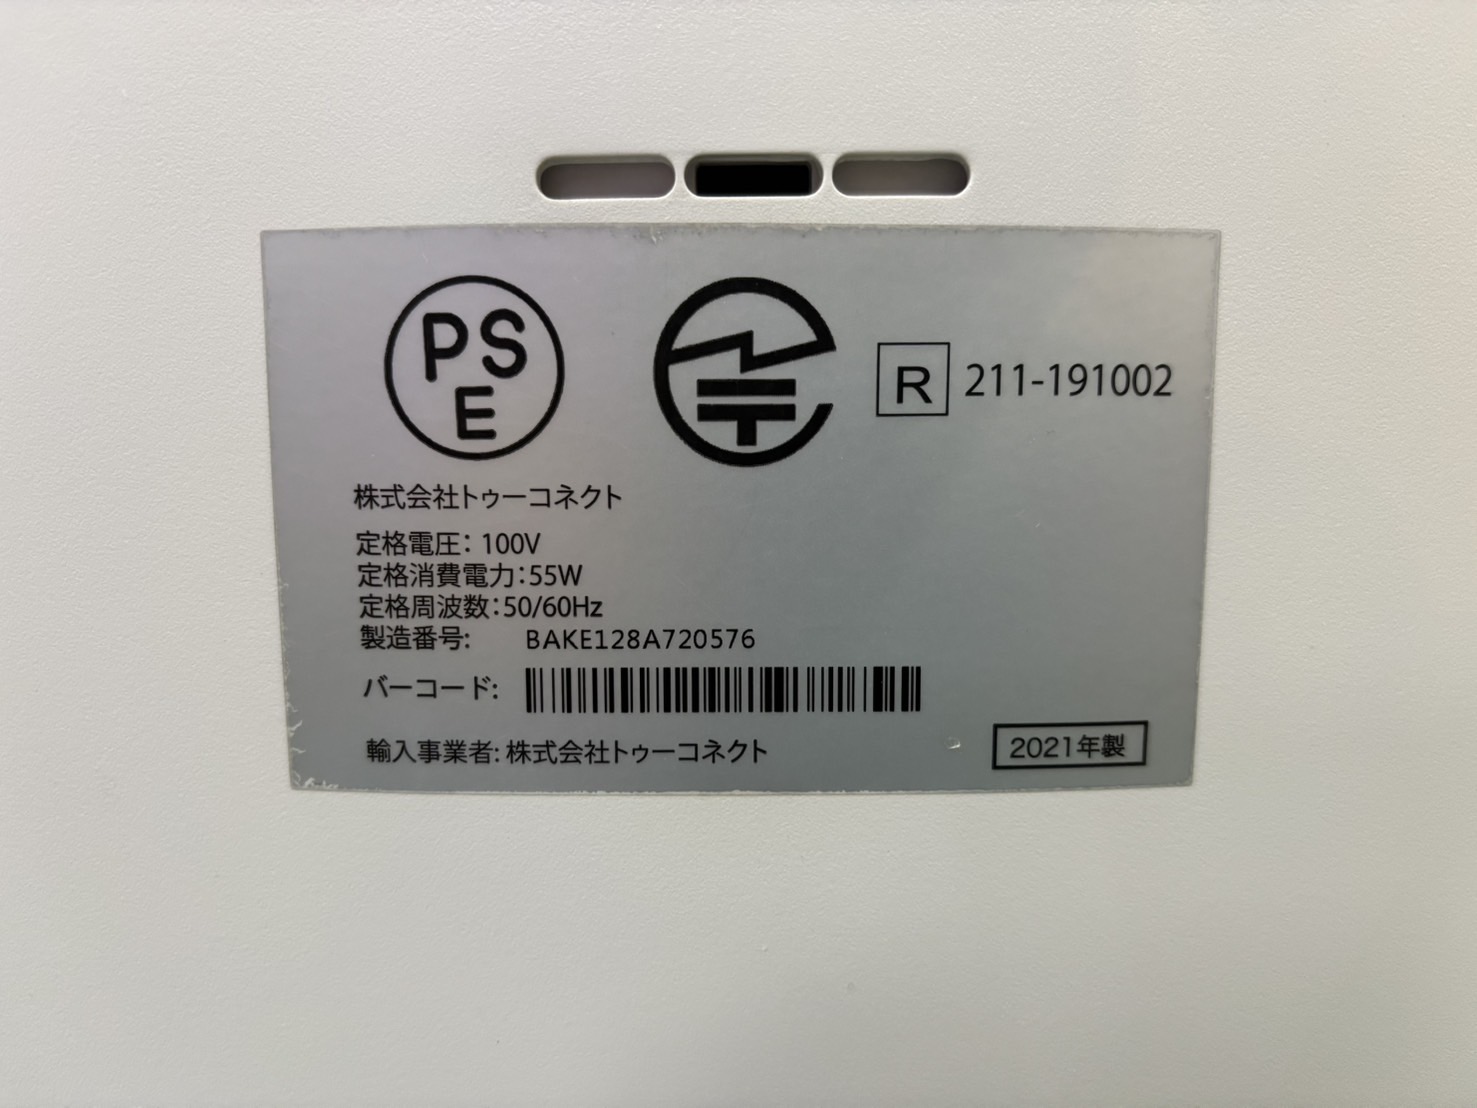 PS
E
R 211-191002
株式会社トゥーコネクト
定格電圧: 100V
定格消費電力:55W
定格周波数:50/60Hz
製造番号: BAKE128A720576
バーコード:
輸入事業者: 株式会社トゥーコネクト
2021年製